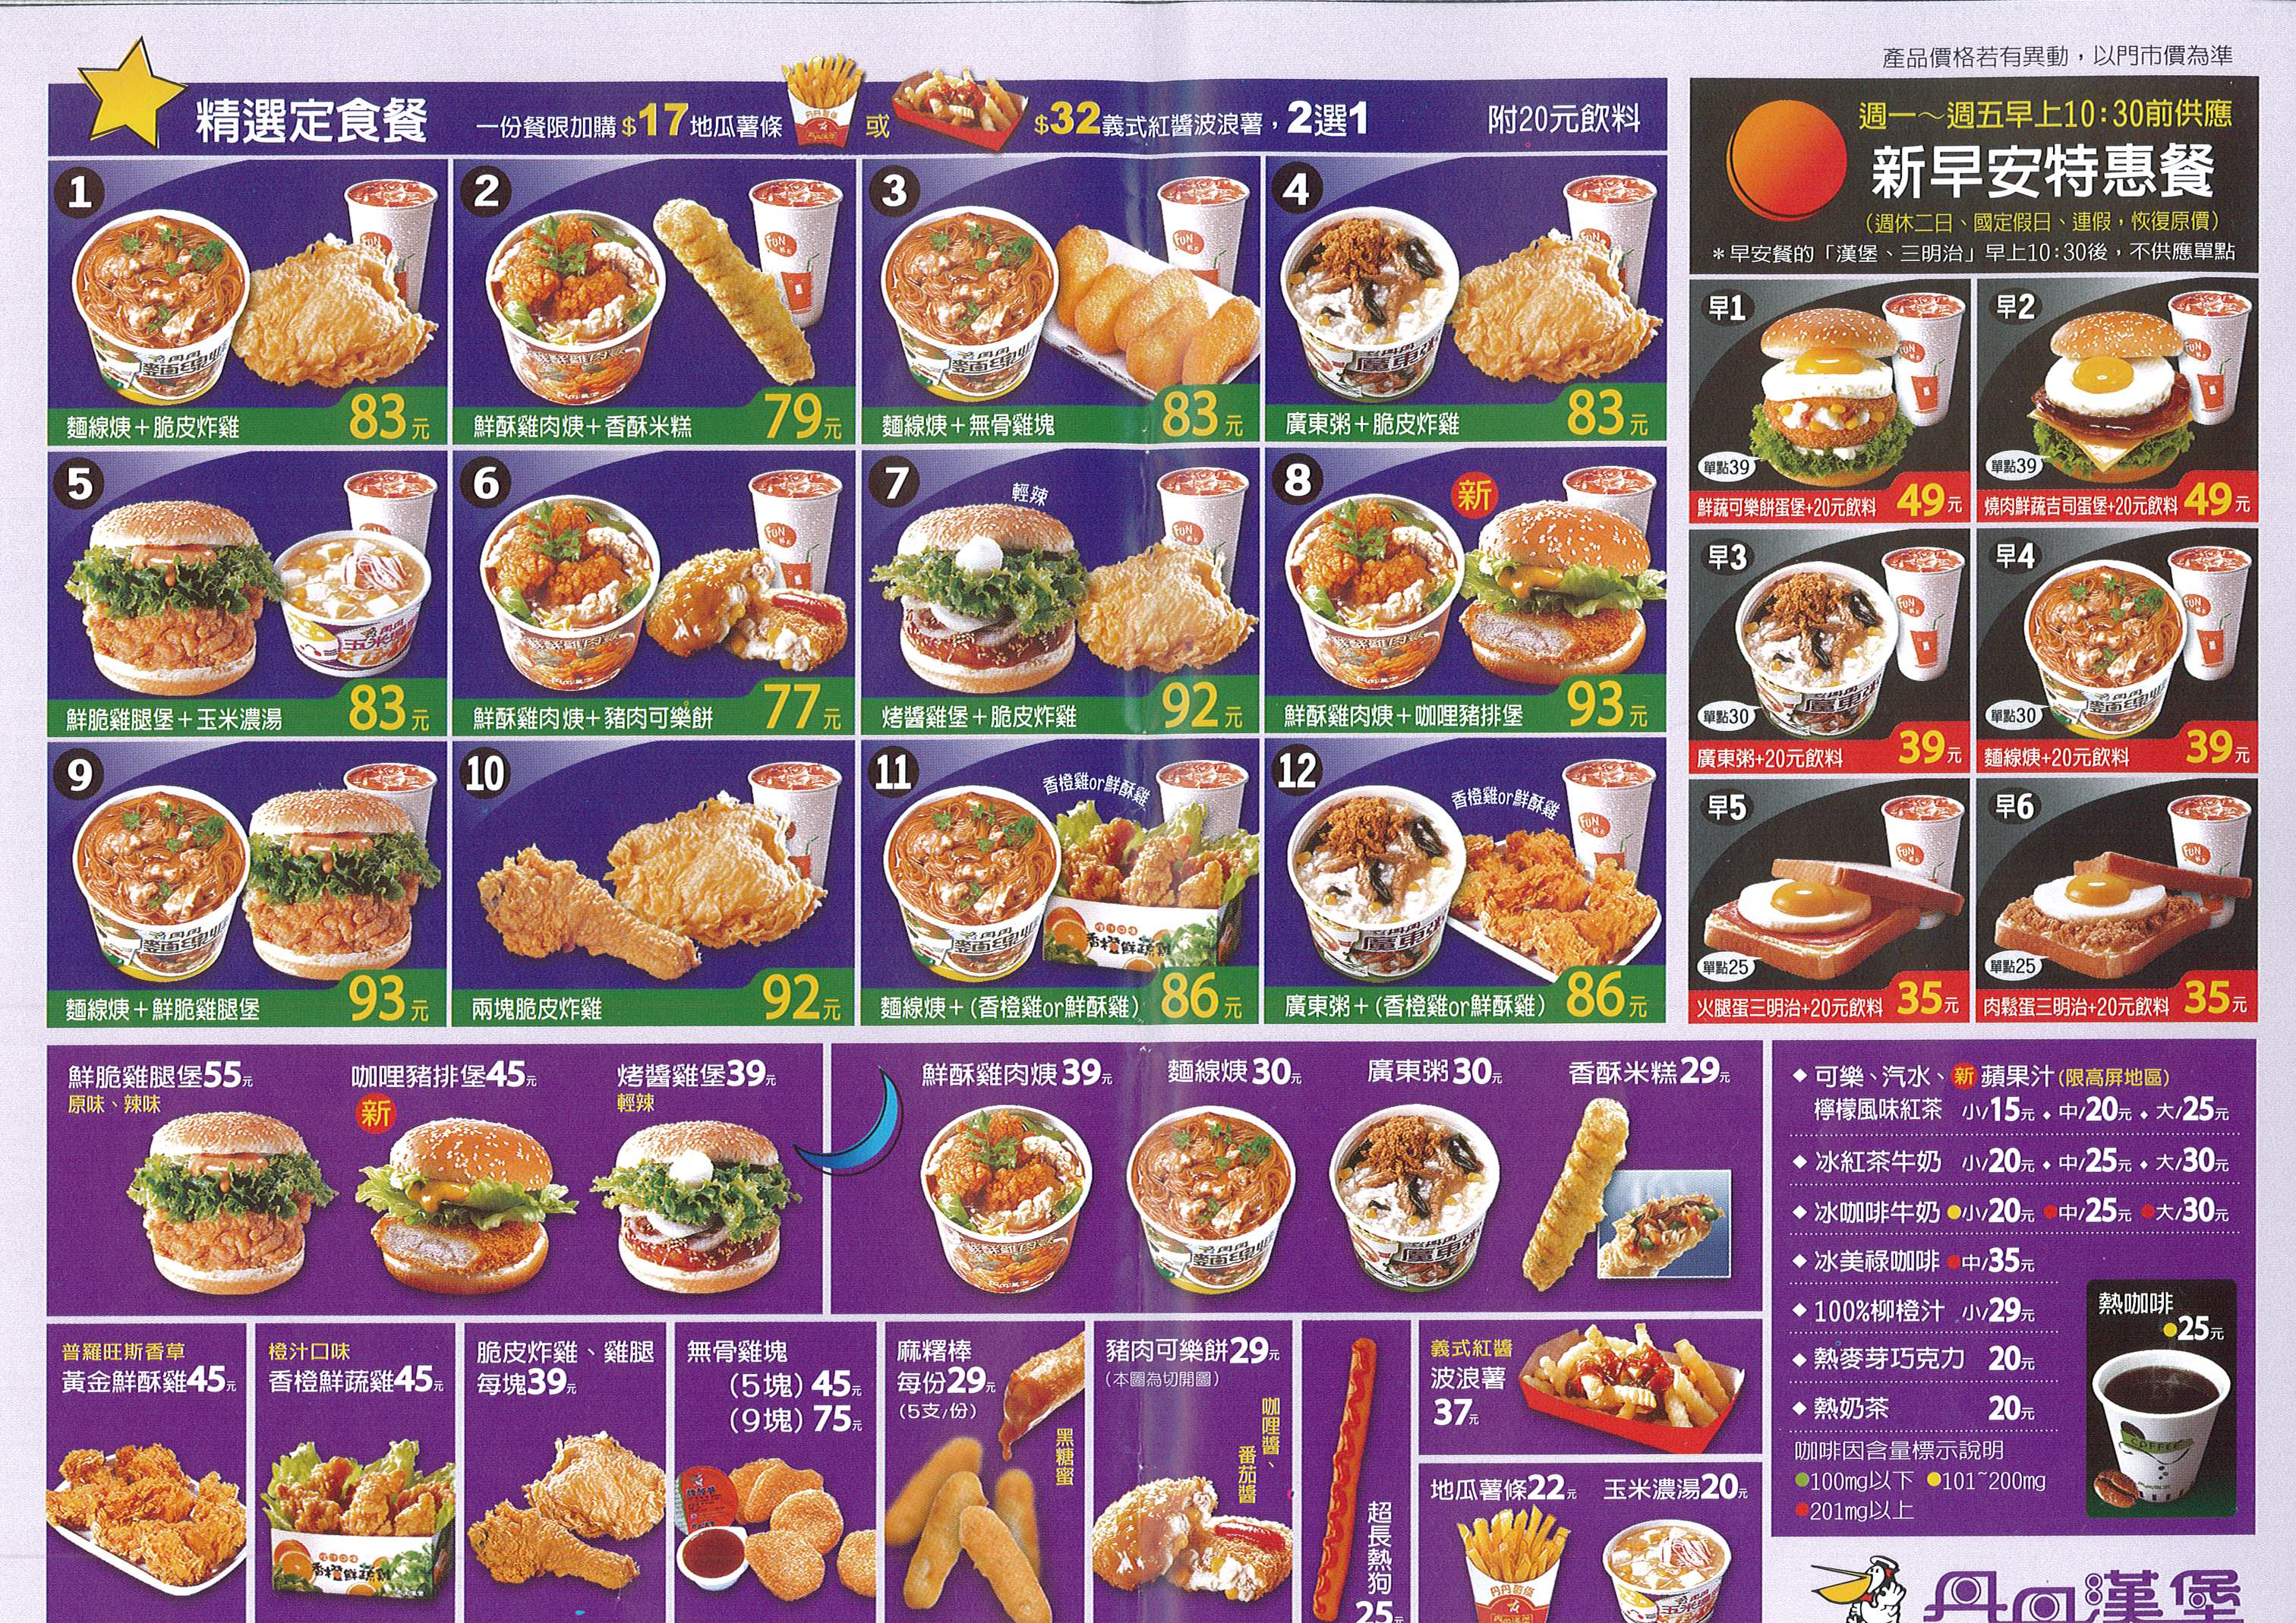 產品價格若有異動，以門市價為準
精選定食餐
一份餐限加購$17地瓜薯條 或 $32義式紅醬波浪薯，2選1
附20元飲料
1
麵線焿＋脆皮炸雞 83元
2
鮮酥雞肉焿＋香酥米糕 79元
3
麵線焿＋無骨雞塊 83元
4
廣東粥＋脆皮炸雞 83元
5
鮮脆雞腿堡＋玉米濃湯 83元
6
鮮酥雞肉焿＋豬肉可樂餅 77元
7
輕辣
烤醬雞堡＋脆皮炸雞 92元
8
新
鮮酥雞肉焿＋咖哩豬排堡 93元
9
麵線焿＋鮮脆雞腿堡 93元
10
兩塊脆皮炸雞 92元
11
香橙雞or鮮酥雞
香橙鮮蔬雞
麵線焿＋(香橙雞or鮮酥雞) 86元
12
香橙雞or鮮酥雞
廣東粥＋(香橙雞or鮮酥雞) 86元
週一～週五早上10:30前供應
新早安特惠餐
(週休二日、國定假日、連假，恢復原價)
＊早安餐的「漢堡、三明治」早上10:30後，不供應單點
早1
單點39
鮮蔬可樂餅蛋堡+20元飲料 49元
早2
單點39
燒肉鮮蔬吉司蛋堡+20元飲料 49元
早3
單點30
廣東粥+20元飲料 39元
早4
單點30
麵線焿+20元飲料 39元
早5
單點25
火腿蛋三明治+20元飲料 35元
早6
單點25
肉鬆蛋三明治+20元飲料 35元
鮮脆雞腿堡55元
原味、辣味
咖哩豬排堡45元
新
烤醬雞堡39元
輕辣
鮮酥雞肉焿39元
麵線焿30元
廣東粥30元
香酥米糕29元
普羅旺斯香草
黃金鮮酥雞45元
橙汁口味
香橙鮮蔬雞45元
香橙鮮蔬雞
脆皮炸雞、雞腿
每塊39元
無骨雞塊
(5塊) 45元
(9塊) 75元
麻糬棒
每份29元
(5支/份)
黑糖蜜
豬肉可樂餅29元
(本圖為切開圖)
咖哩醬、
番茄醬
超長熱狗
25元
義式紅醬
波浪薯
37元
地瓜薯條22元
玉米濃湯20元
◆可樂、汽水、新蘋果汁(限高屏地區)
檸檬風味紅茶 小/15元◆中/20元◆大/25元
◆冰紅茶牛奶 小/20元◆中/25元◆大/30元
◆冰咖啡牛奶●小/20元●中/25元●大/30元
◆冰美祿咖啡●中/35元
◆100%柳橙汁 小/29元
◆熱麥芽巧克力 20元
◆熱奶茶 20元
咖啡因含量標示說明
●100mg以下 ●101~200mg
●201mg以上
熱咖啡
●25元
COFFEE
丹丹漢堡